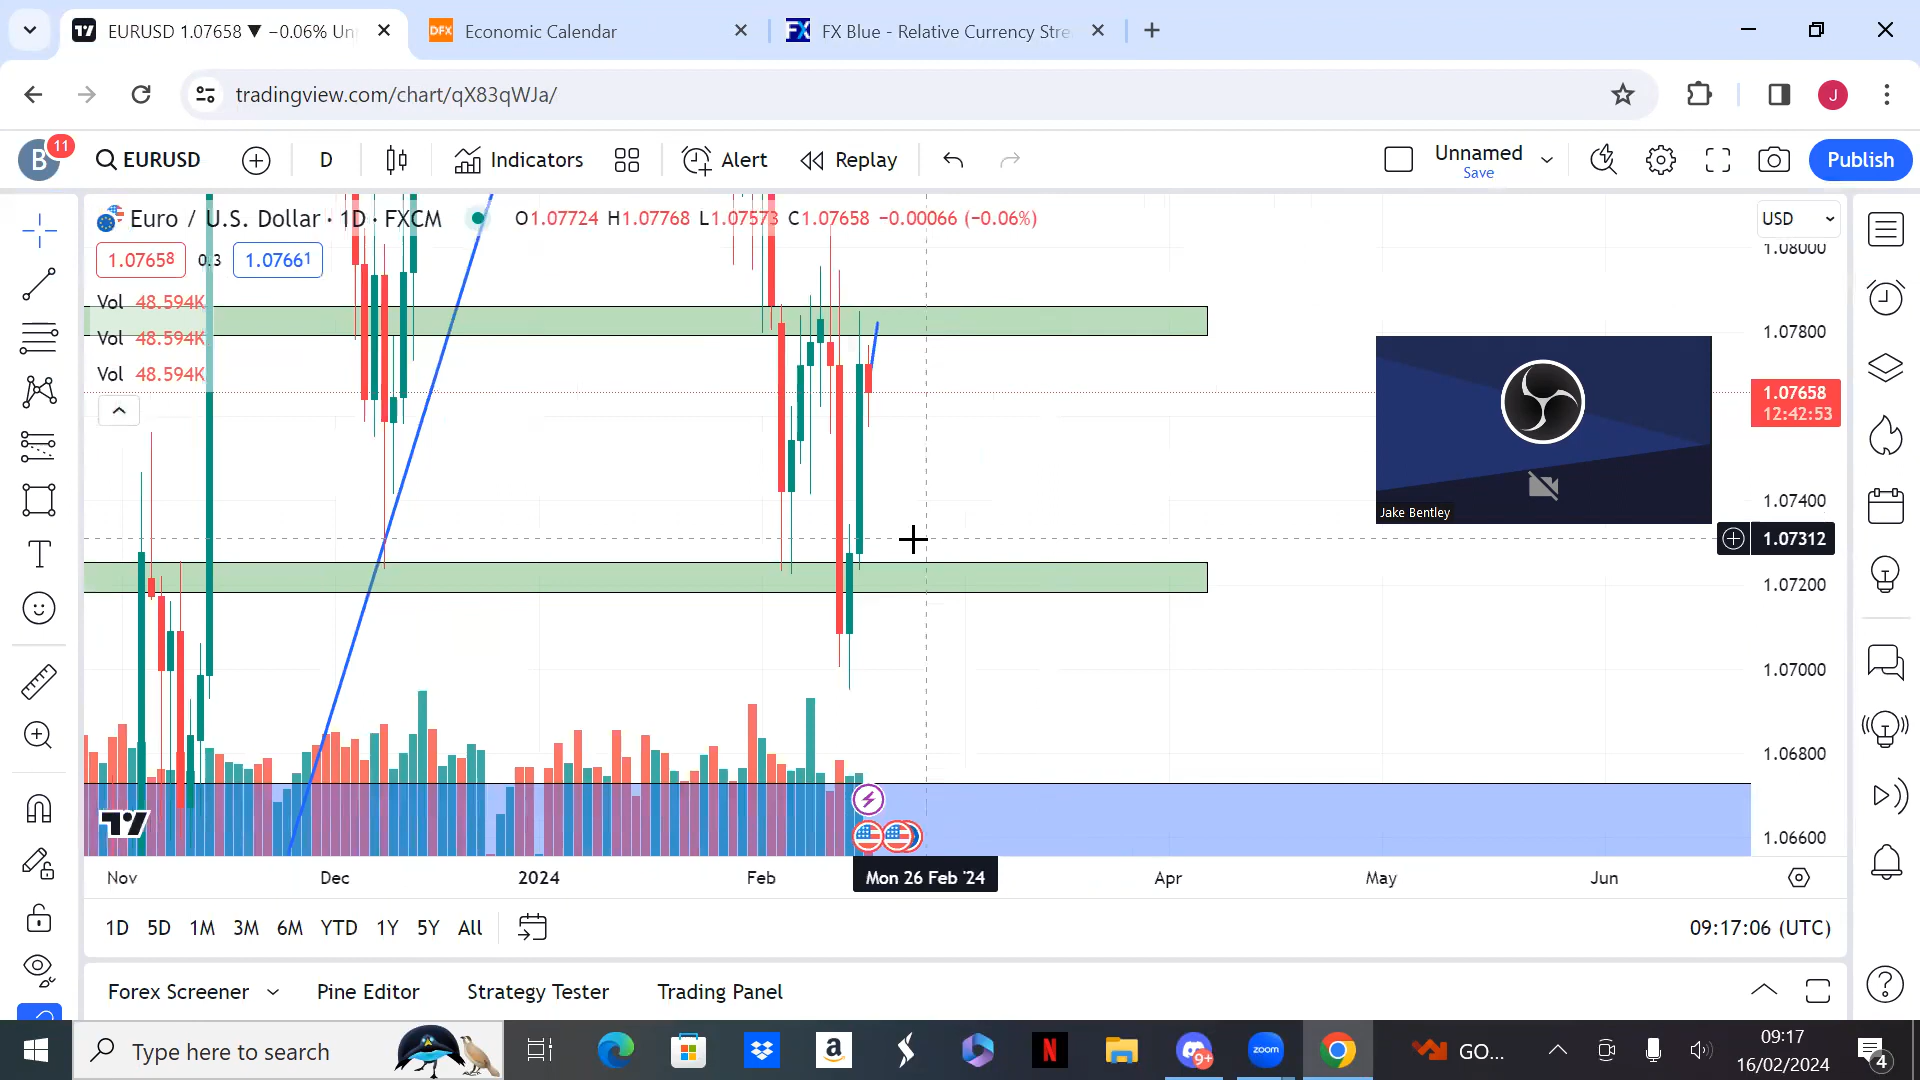 EURUSD 1.07658 ▼ −0.06% Un
DFX Economic Calendar
FX FX Blue - Relative Currency Stre
tradingview.com/chart/qX83qWJa/
J
B 11
EURUSD
D
Indicators
Alert
Replay
Unnamed
Save
Publish
Euro / U.S. Dollar · 1D · FXCM
O1.07724 H1.07768 L1.07573 C1.07658 −0.00066 (−0.06%)
USD
1.07658 0.3 1.07661
Vol 48.594K
Vol 48.594K
Vol 48.594K
1.08000
1.07800
1.07658
12:42:53
1.07400
1.07312
1.07200
1.07000
1.06800
1.06600
Jake Bentley
Nov Dec 2024 Feb Mon 26 Feb '24 Apr May Jun
1D 5D 1M 3M 6M YTD 1Y 5Y All
09:17:06 (UTC)
Forex Screener Pine Editor Strategy Tester Trading Panel
Type here to search
a
N
9+
zoom
GO...
09:17
16/02/2024
4